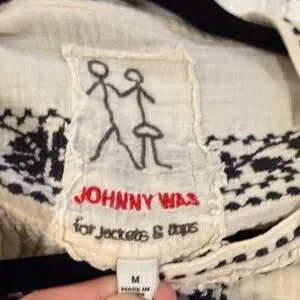 JOHNNY WAS
for jackets & tops
M
MADE IN